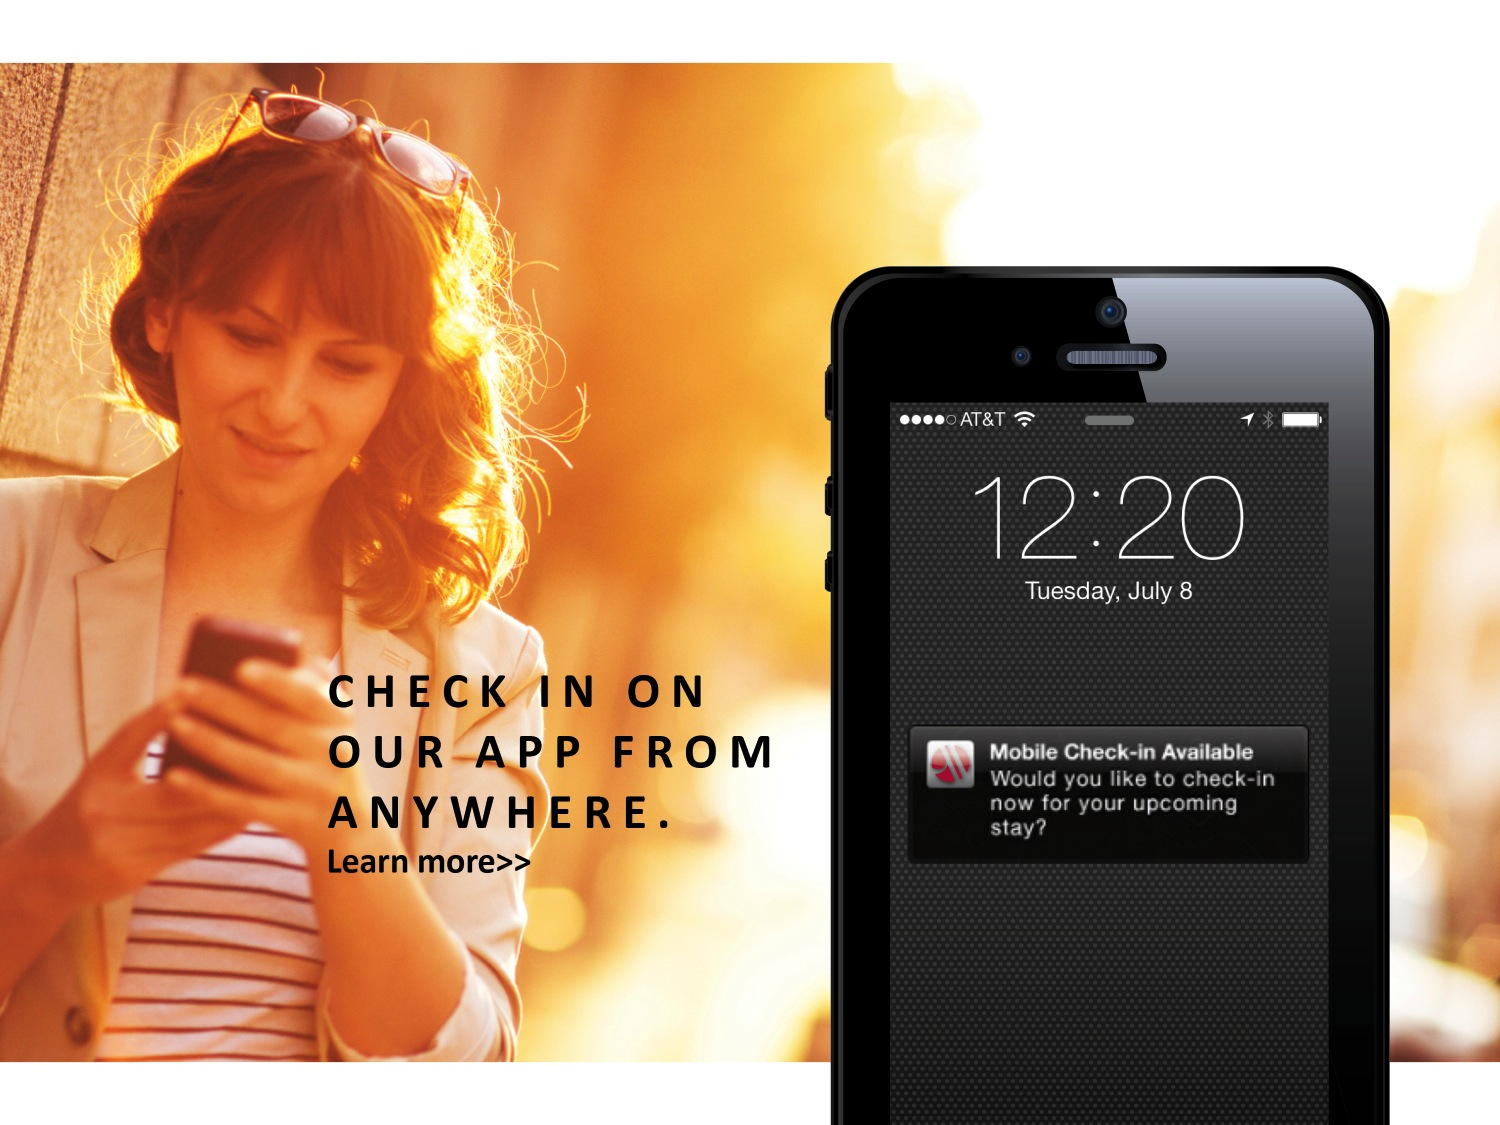 CHECK IN ON
OUR APP FROM
ANYWHERE.
Learn more>>
AT&T
12:20
Tuesday, July 8
Mobile Check-in Available
Would you like to check-in
now for your upcoming
stay?